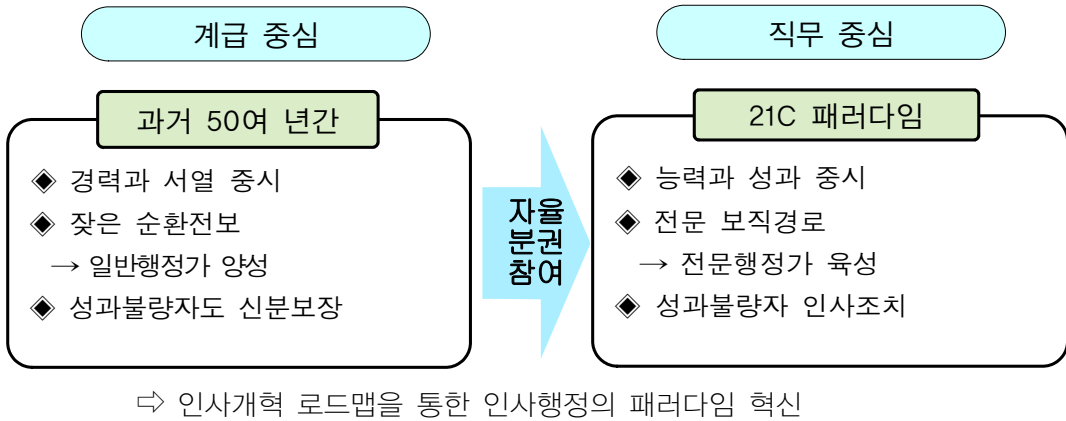 계급 중심
과거 50여 년간
◈ 경력과 서열 중시
◈ 잦은 순환전보
→ 일반행정가 양성
◈ 성과불량자도 신분보장
자율
분권
참여
직무 중심
21C 패러다임
◈ 능력과 성과 중시
◈ 전문 보직경로
→ 전문행정가 육성
◈ 성과불량자 인사조치
⇨ 인사개혁 로드맵을 통한 인사행정의 패러다임 혁신